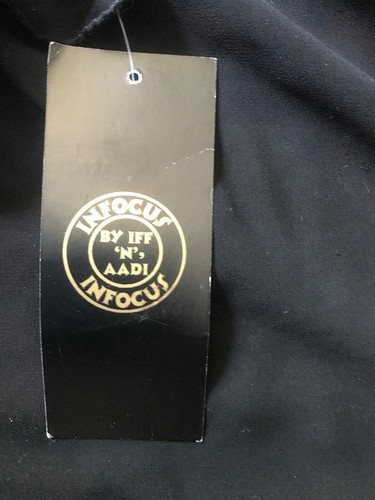 INFOCUS
BY IFF
'N',
AADI
INFOCUS